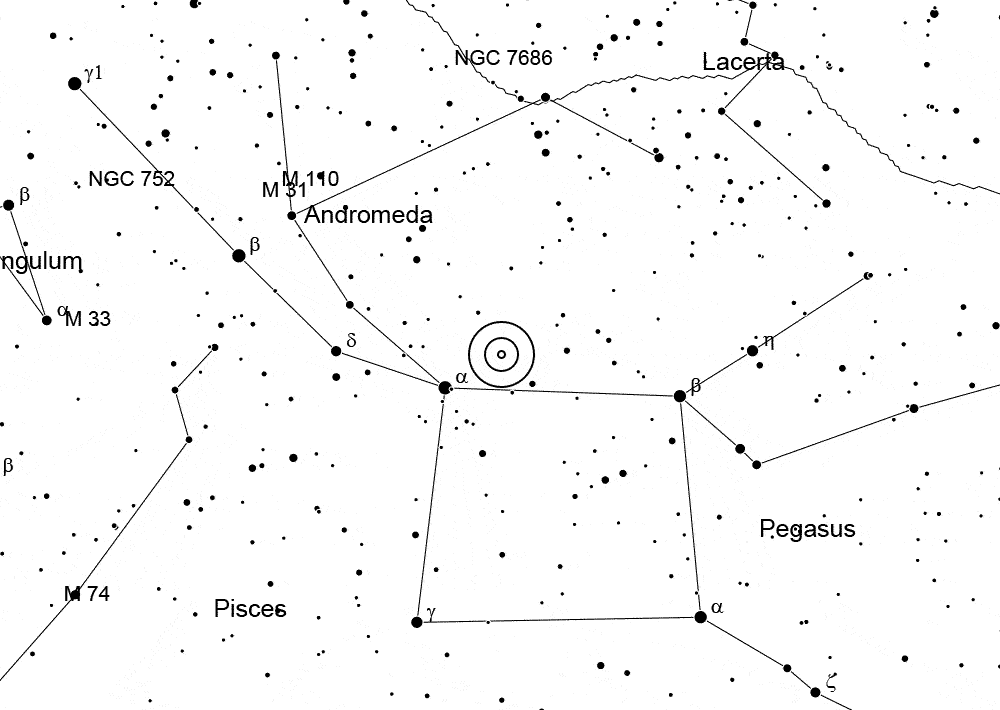 γ1
NGC 7686
Lacerta
NGC 752
M 110
M 31
β
Andromeda
β
ngulum
α
M 33
δ
η
α
β
β
Pegasus
M 74
Pisces
γ
α
ζ